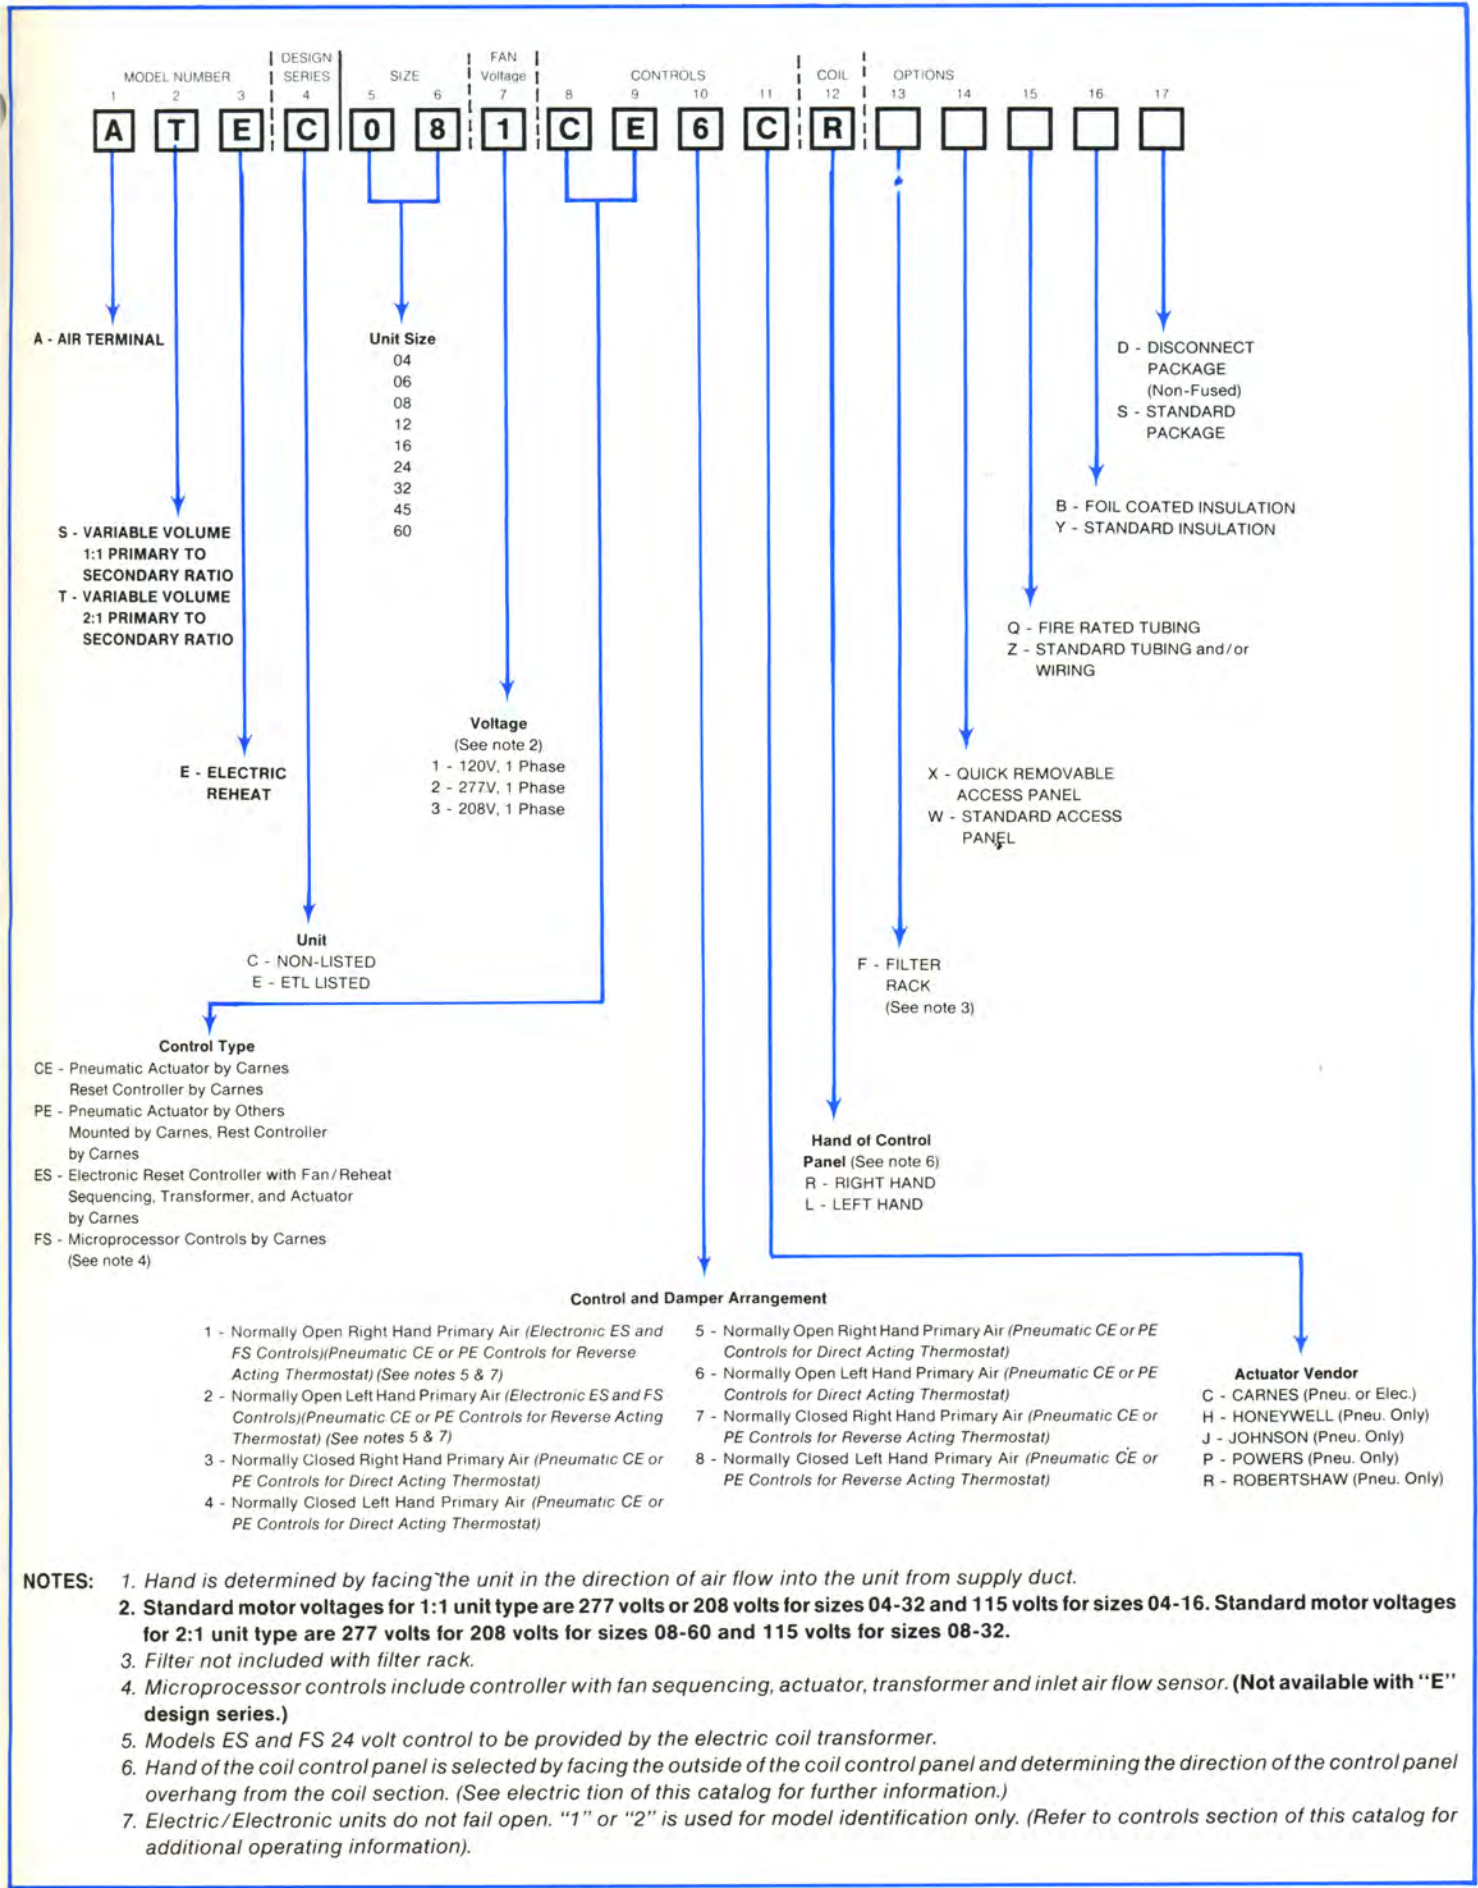 DESIGN
FAN
MODEL NUMBER
SERIES
SIZE
Voltage
CONTROLS
COIL
OPTIONS
1 2 3 4 5 6 7 8 9 10 11 12 13 14 15 16 17
A T E C 0 8 1 C E 6 C R
A - AIR TERMINAL
S - VARIABLE VOLUME
1:1 PRIMARY TO
SECONDARY RATIO
T - VARIABLE VOLUME
2:1 PRIMARY TO
SECONDARY RATIO
E - ELECTRIC
REHEAT
Unit
C - NON-LISTED
E - ETL LISTED
Unit Size
04
06
08
12
16
24
32
45
60
Voltage
(See note 2)
1 - 120V, 1 Phase
2 - 277V, 1 Phase
3 - 208V, 1 Phase
D - DISCONNECT
PACKAGE
(Non-Fused)
S - STANDARD
PACKAGE
B - FOIL COATED INSULATION
Y - STANDARD INSULATION
Q - FIRE RATED TUBING
Z - STANDARD TUBING and/or
WIRING
X - QUICK REMOVABLE
ACCESS PANEL
W - STANDARD ACCESS
PANEL
F - FILTER
RACK
(See note 3)
Control Type
CE - Pneumatic Actuator by Carnes
Reset Controller by Carnes
PE - Pneumatic Actuator by Others
Mounted by Carnes, Rest Controller
by Carnes
ES - Electronic Reset Controller with Fan/Reheat
Sequencing, Transformer, and Actuator
by Carnes
FS - Microprocessor Controls by Carnes
(See note 4)
Hand of Control
Panel (See note 6)
R - RIGHT HAND
L - LEFT HAND
Control and Damper Arrangement
1 - Normally Open Right Hand Primary Air (Electronic ES and
FS Controls)(Pneumatic CE or PE Controls for Reverse
Acting Thermostat) (See notes 5 & 7)
2 - Normally Open Left Hand Primary Air (Electronic ES and FS
Controls)(Pneumatic CE or PE Controls for Reverse Acting
Thermostat) (See notes 5 & 7)
3 - Normally Closed Right Hand Primary Air (Pneumatic CE or
PE Controls for Direct Acting Thermostat)
4 - Normally Closed Left Hand Primary Air (Pneumatic CE or
PE Controls for Direct Acting Thermostat)
5 - Normally Open Right Hand Primary Air (Pneumatic CE or PE
Controls for Direct Acting Thermostat)
6 - Normally Open Left Hand Primary Air (Pneumatic CE or PE
Controls for Direct Acting Thermostat)
7 - Normally Closed Right Hand Primary Air (Pneumatic CE or
PE Controls for Reverse Acting Thermostat)
8 - Normally Closed Left Hand Primary Air (Pneumatic CE or
PE Controls for Reverse Acting Thermostat)
Actuator Vendor
C - CARNES (Pneu. or Elec.)
H - HONEYWELL (Pneu. Only)
J - JOHNSON (Pneu. Only)
P - POWERS (Pneu. Only)
R - ROBERTSHAW (Pneu. Only)
NOTES: 1. Hand is determined by facing the unit in the direction of air flow into the unit from supply duct.
2. Standard motor voltages for 1:1 unit type are 277 volts or 208 volts for sizes 04-32 and 115 volts for sizes 04-16. Standard motor voltages
for 2:1 unit type are 277 volts for 208 volts for sizes 08-60 and 115 volts for sizes 08-32.
3. Filter not included with filter rack.
4. Microprocessor controls include controller with fan sequencing, actuator, transformer and inlet air flow sensor. (Not available with "E"
design series.)
5. Models ES and FS 24 volt control to be provided by the electric coil transformer.
6. Hand of the coil control panel is selected by facing the outside of the coil control panel and determining the direction of the control panel
overhang from the coil section. (See electric tion of this catalog for further information.)
7. Electric/Electronic units do not fail open. "1" or "2" is used for model identification only. (Refer to controls section of this catalog for
additional operating information).